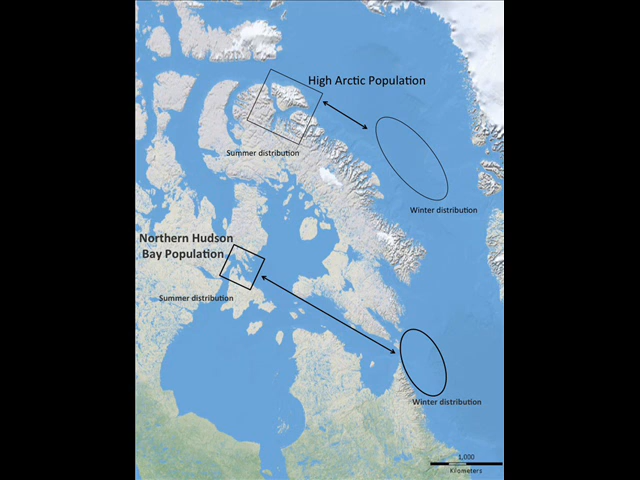 High Arctic Population
Summer distribution
Winter distribution
Northern Hudson
Bay Population
Summer distribution
Winter distribution
1,000
Kilometers